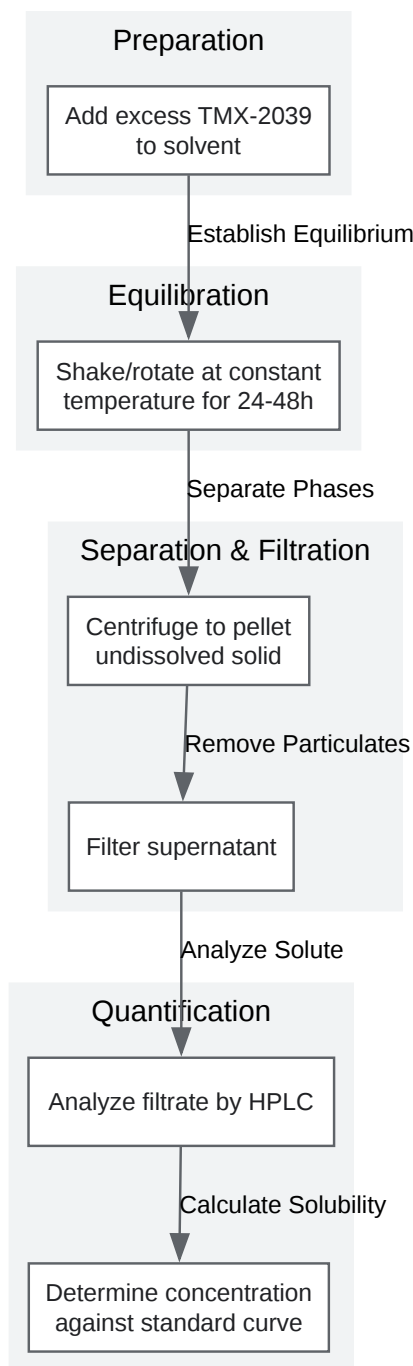 Preparation
Add excess TMX-2039
to solvent
Establish Equilibrium
Equilibration
Shake/rotate at constant
temperature for 24-48h
Separate Phases
Separation & Filtration
Centrifuge to pellet
undissolved solid
Remove Particulates
Filter supernatant
Analyze Solute
Quantification
Analyze filtrate by HPLC
Calculate Solubility
Determine concentration
against standard curve